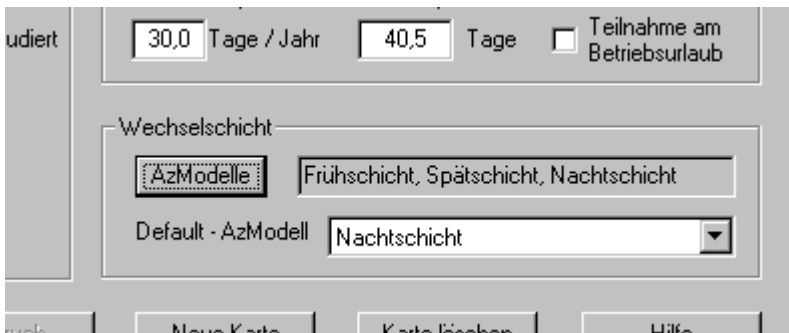 udiert
30,0 Tage / Jahr 40,5 Tage Teilnahme am
Betriebsurlaub
Wechselschicht
AzModelle Frühschicht, Spätschicht, Nachtschicht
Default - AzModell Nachtschicht
Neue Karte Karte löschen Hilfe